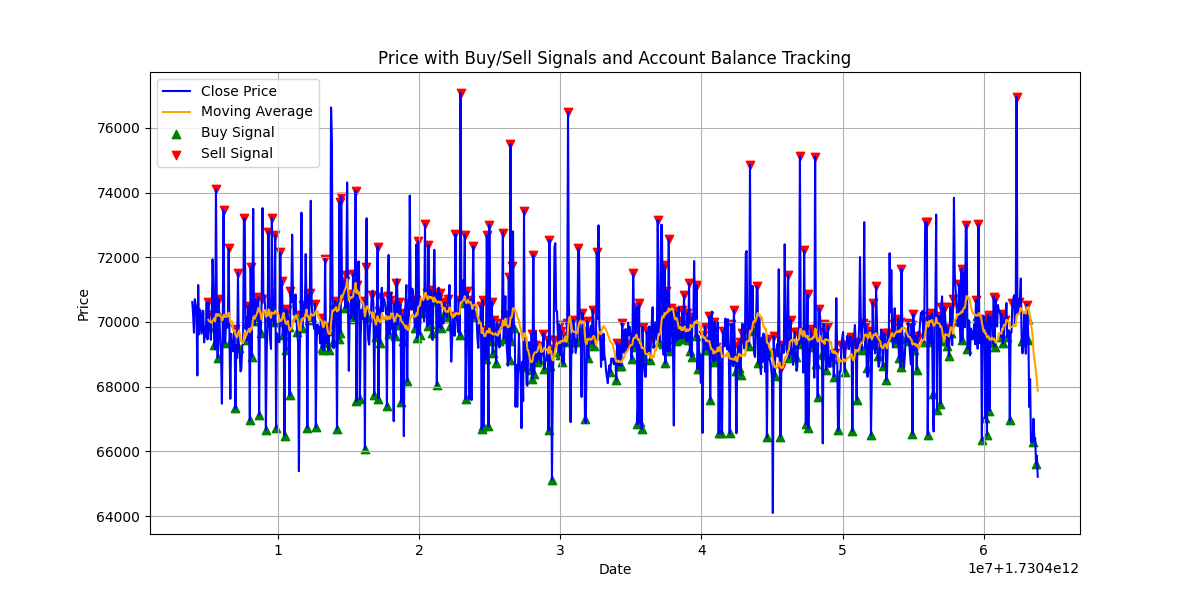 Price with Buy/Sell Signals and Account Balance Tracking
Close Price
Moving Average
Buy Signal
Sell Signal
76000
74000
72000
70000
68000
66000
64000
Price
1 2 3 4 5 6
Date
1e7+1.7304e12